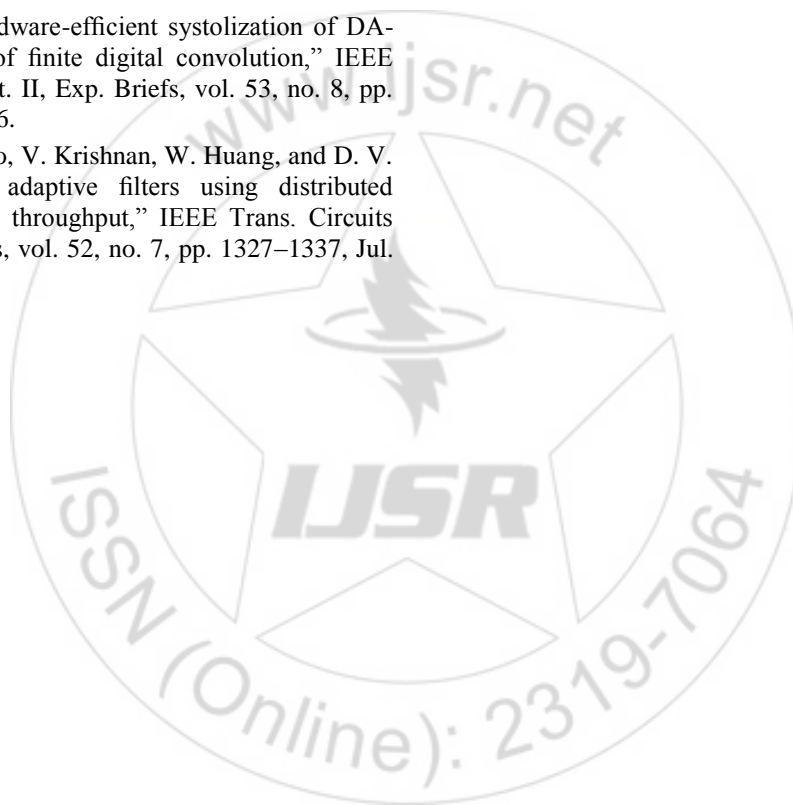 dware-efficient systolization of DA-
of finite digital convolution,” IEEE
t. II, Exp. Briefs, vol. 53, no. 8, pp.
6.
o, V. Krishnan, W. Huang, and D. V.
adaptive filters using distributed
throughput,” IEEE Trans. Circuits
s, vol. 52, no. 7, pp. 1327–1337, Jul.
www.ijsr.net
IJSR
ISSN (Online): 2319-7064